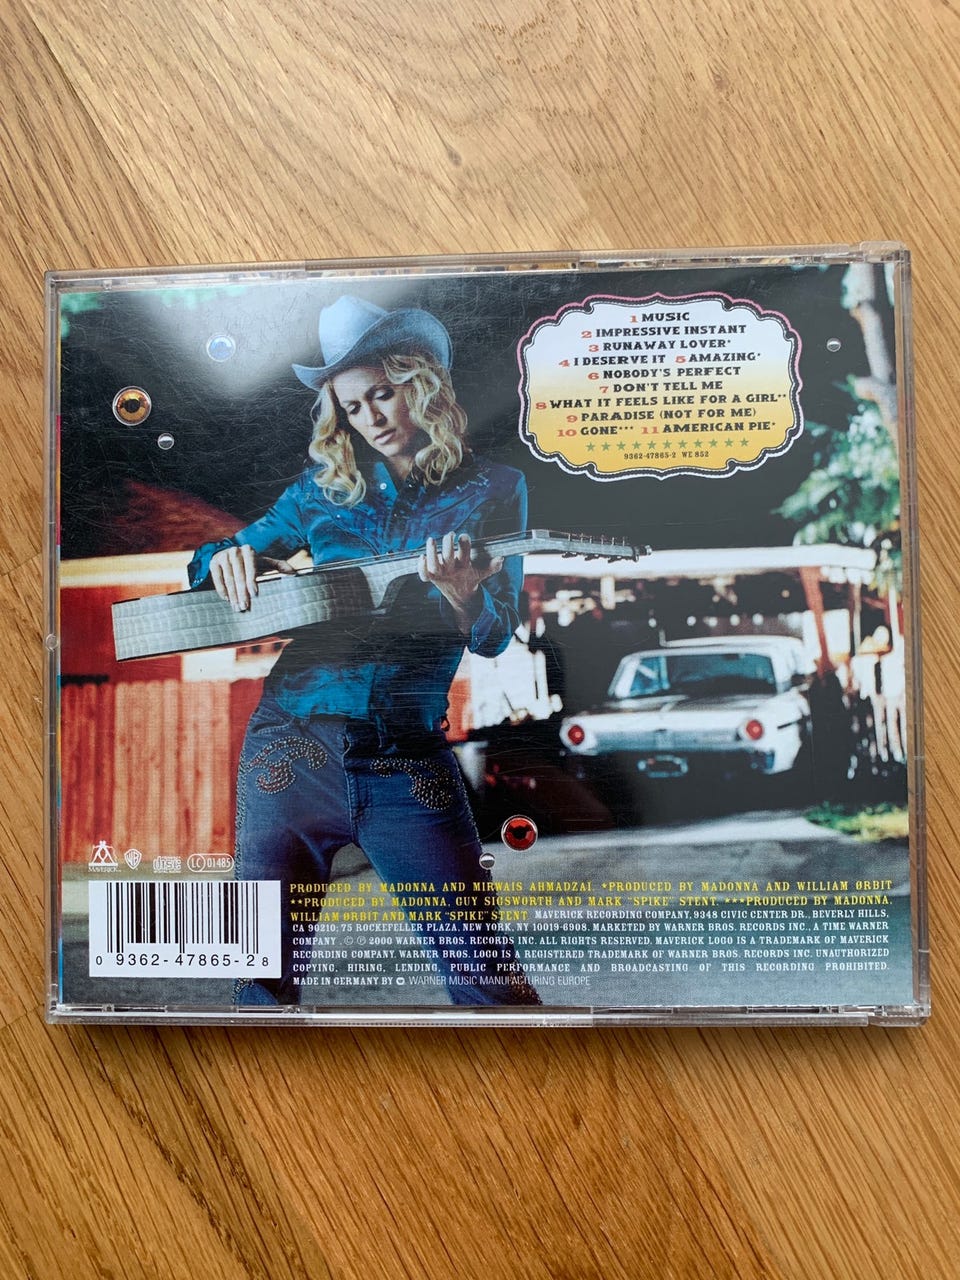 1 MUSIC
2 IMPRESSIVE INSTANT
3 RUNAWAY LOVER*
4 I DESERVE IT 5 AMAZING*
6 NOBODY'S PERFECT
7 DON'T TELL ME
8 WHAT IT FEELS LIKE FOR A GIRL**
9 PARADISE (NOT FOR ME)
10 GONE*** 11 AMERICAN PIE*
9362-47865-2 WE 852
MAVERICK
WB
COMPACT disc DIGITAL AUDIO
LC 01485
PRODUCED BY MADONNA AND MIRWAIS AHMADZAI. *PRODUCED BY MADONNA AND WILLIAM ØRBIT
**PRODUCED BY MADONNA, GUY SIGSWORTH AND MARK "SPIKE" STENT. ***PRODUCED BY MADONNA,
WILLIAM ØRBIT AND MARK "SPIKE" STENT. MAVERICK RECORDING COMPANY, 9348 CIVIC CENTER DR., BEVERLY HILLS,
CA 90210; 75 ROCKEFELLER PLAZA, NEW YORK, NY 10019-6908. MARKETED BY WARNER BROS. RECORDS INC., A TIME WARNER
COMPANY. © ℗ 2000 WARNER BROS. RECORDS INC. ALL RIGHTS RESERVED. MAVERICK LOGO IS A TRADEMARK OF MAVERICK
RECORDING COMPANY. WARNER BROS. LOGO IS A REGISTERED TRADEMARK OF WARNER BROS. RECORDS INC. UNAUTHORIZED
COPYING, HIRING, LENDING, PUBLIC PERFORMANCE AND BROADCASTING OF THIS RECORDING PROHIBITED.
MADE IN GERMANY BY WARNER MUSIC MANUFACTURING EUROPE
0 9362-47865-2 8